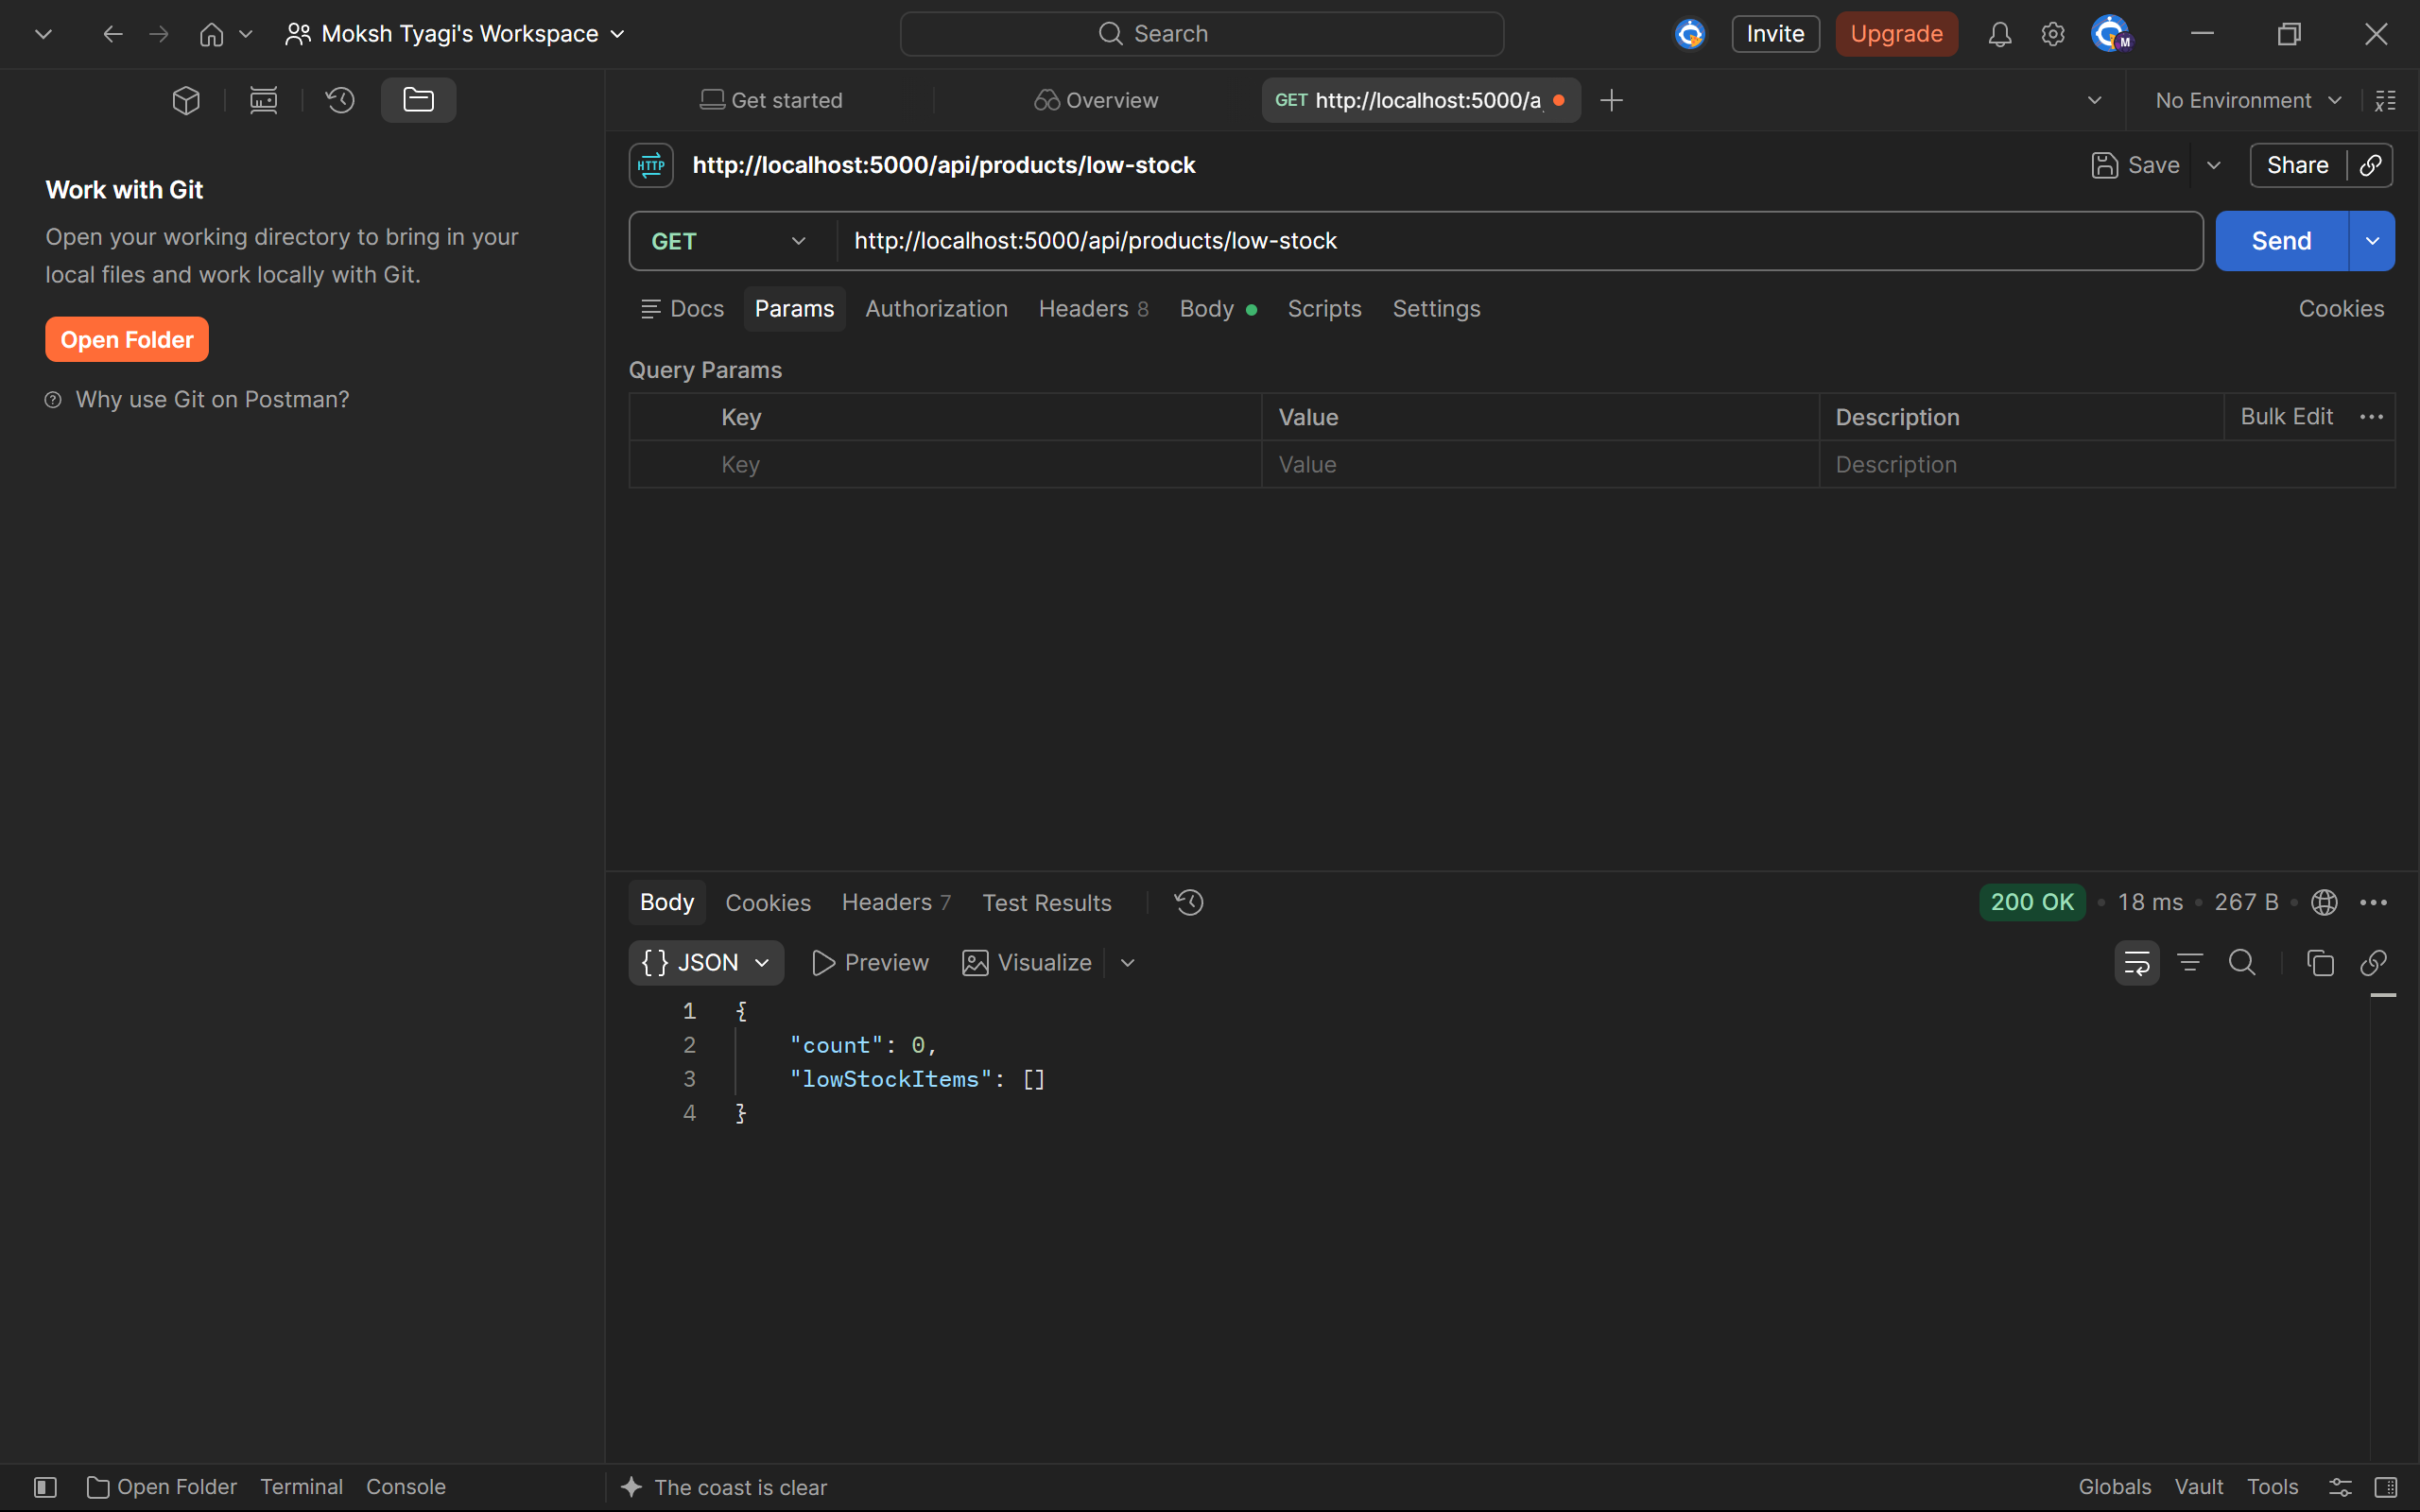 Moksh Tyagi's Workspace
Search
Invite
Upgrade
M
Get started
Overview
GET http://localhost:5000/a
No Environment
Work with Git
Open your working directory to bring in your
local files and work locally with Git.
Open Folder
Why use Git on Postman?
HTTP http://localhost:5000/api/products/low-stock
Save
Share
GET
http://localhost:5000/api/products/low-stock
Send
Docs Params Authorization Headers 8 Body Scripts Settings
Cookies
Query Params
Key Value Description Bulk Edit
Key Value Description
Body Cookies Headers 7 Test Results
200 OK • 18 ms • 267 B •
{} JSON Preview Visualize
1 {
2 "count": 0,
3 "lowStockItems": []
4 }
Open Folder Terminal Console
The coast is clear
Globals Vault Tools